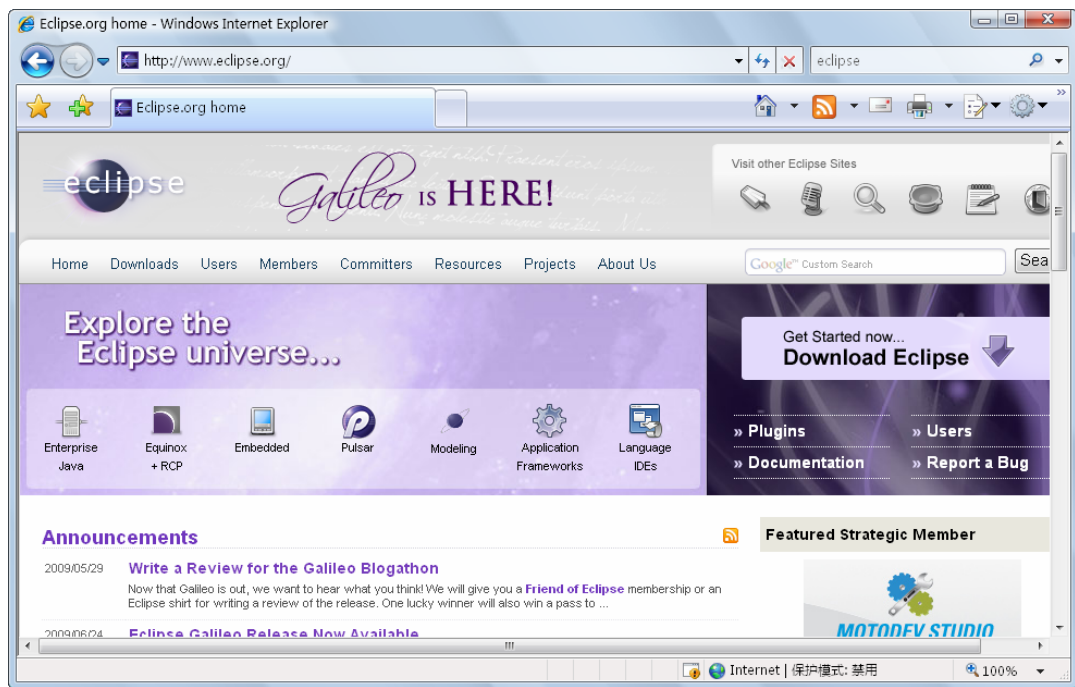 Eclipse.org home - Windows Internet Explorer
http://www.eclipse.org/
eclipse
Eclipse.org home
eclipse
Galileo IS HERE!
Visit other Eclipse Sites
Home Downloads Users Members Committers Resources Projects About Us
Google™ Custom Search
Sea
Explore the
Eclipse universe...
Get Started now...
Download Eclipse
Enterprise
Java
Equinox
+ RCP
Embedded
Pulsar
Modeling
Application
Frameworks
Language
IDEs
» Plugins
» Users
» Documentation
» Report a Bug
Announcements
2009/05/29
Write a Review for the Galileo Blogathon
Now that Galileo is out, we want to hear what you think! We will give you a Friend of Eclipse membership or an
Eclipse shirt for writing a review of the release. One lucky winner will also win a pass to ...
2009/06/24
Eclipse Galileo Release Now Available
Featured Strategic Member
MOTODEV STUDIO
Internet | 保护模式: 禁用
100%